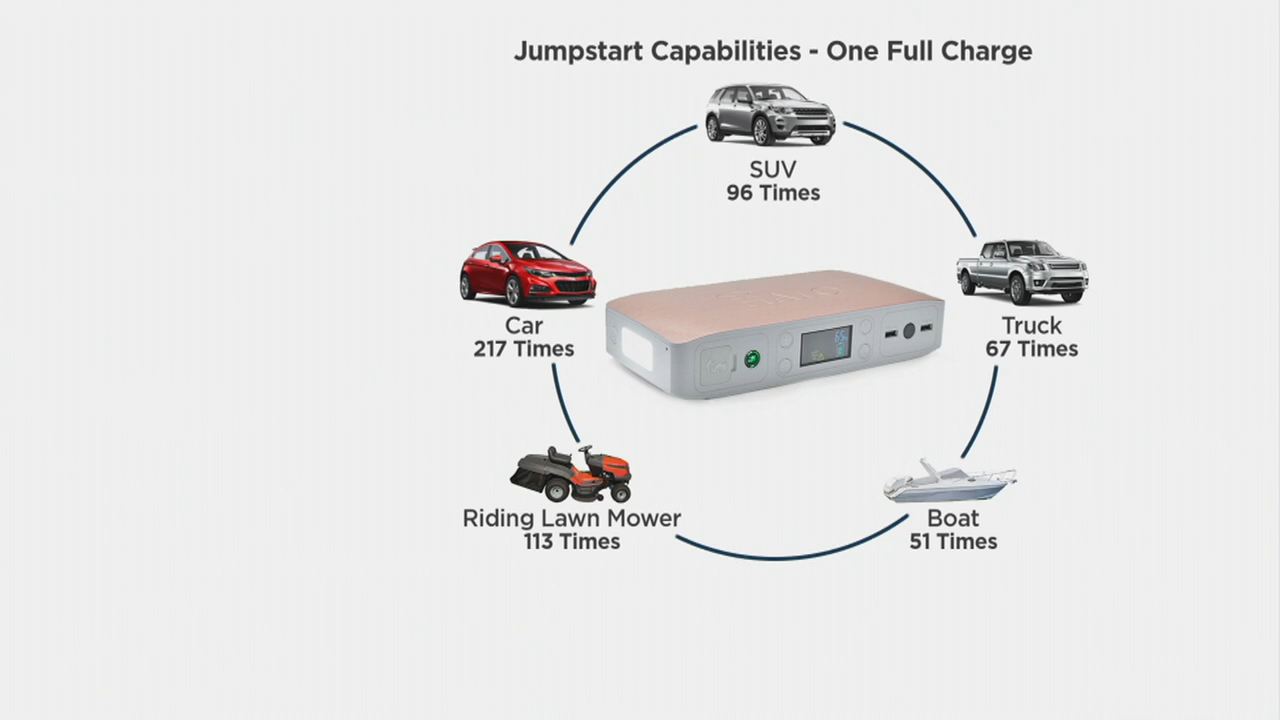 Jumpstart Capabilities - One Full Charge
SUV
96 Times
Car
217 Times
Truck
67 Times
Riding Lawn Mower
113 Times
Boat
51 Times